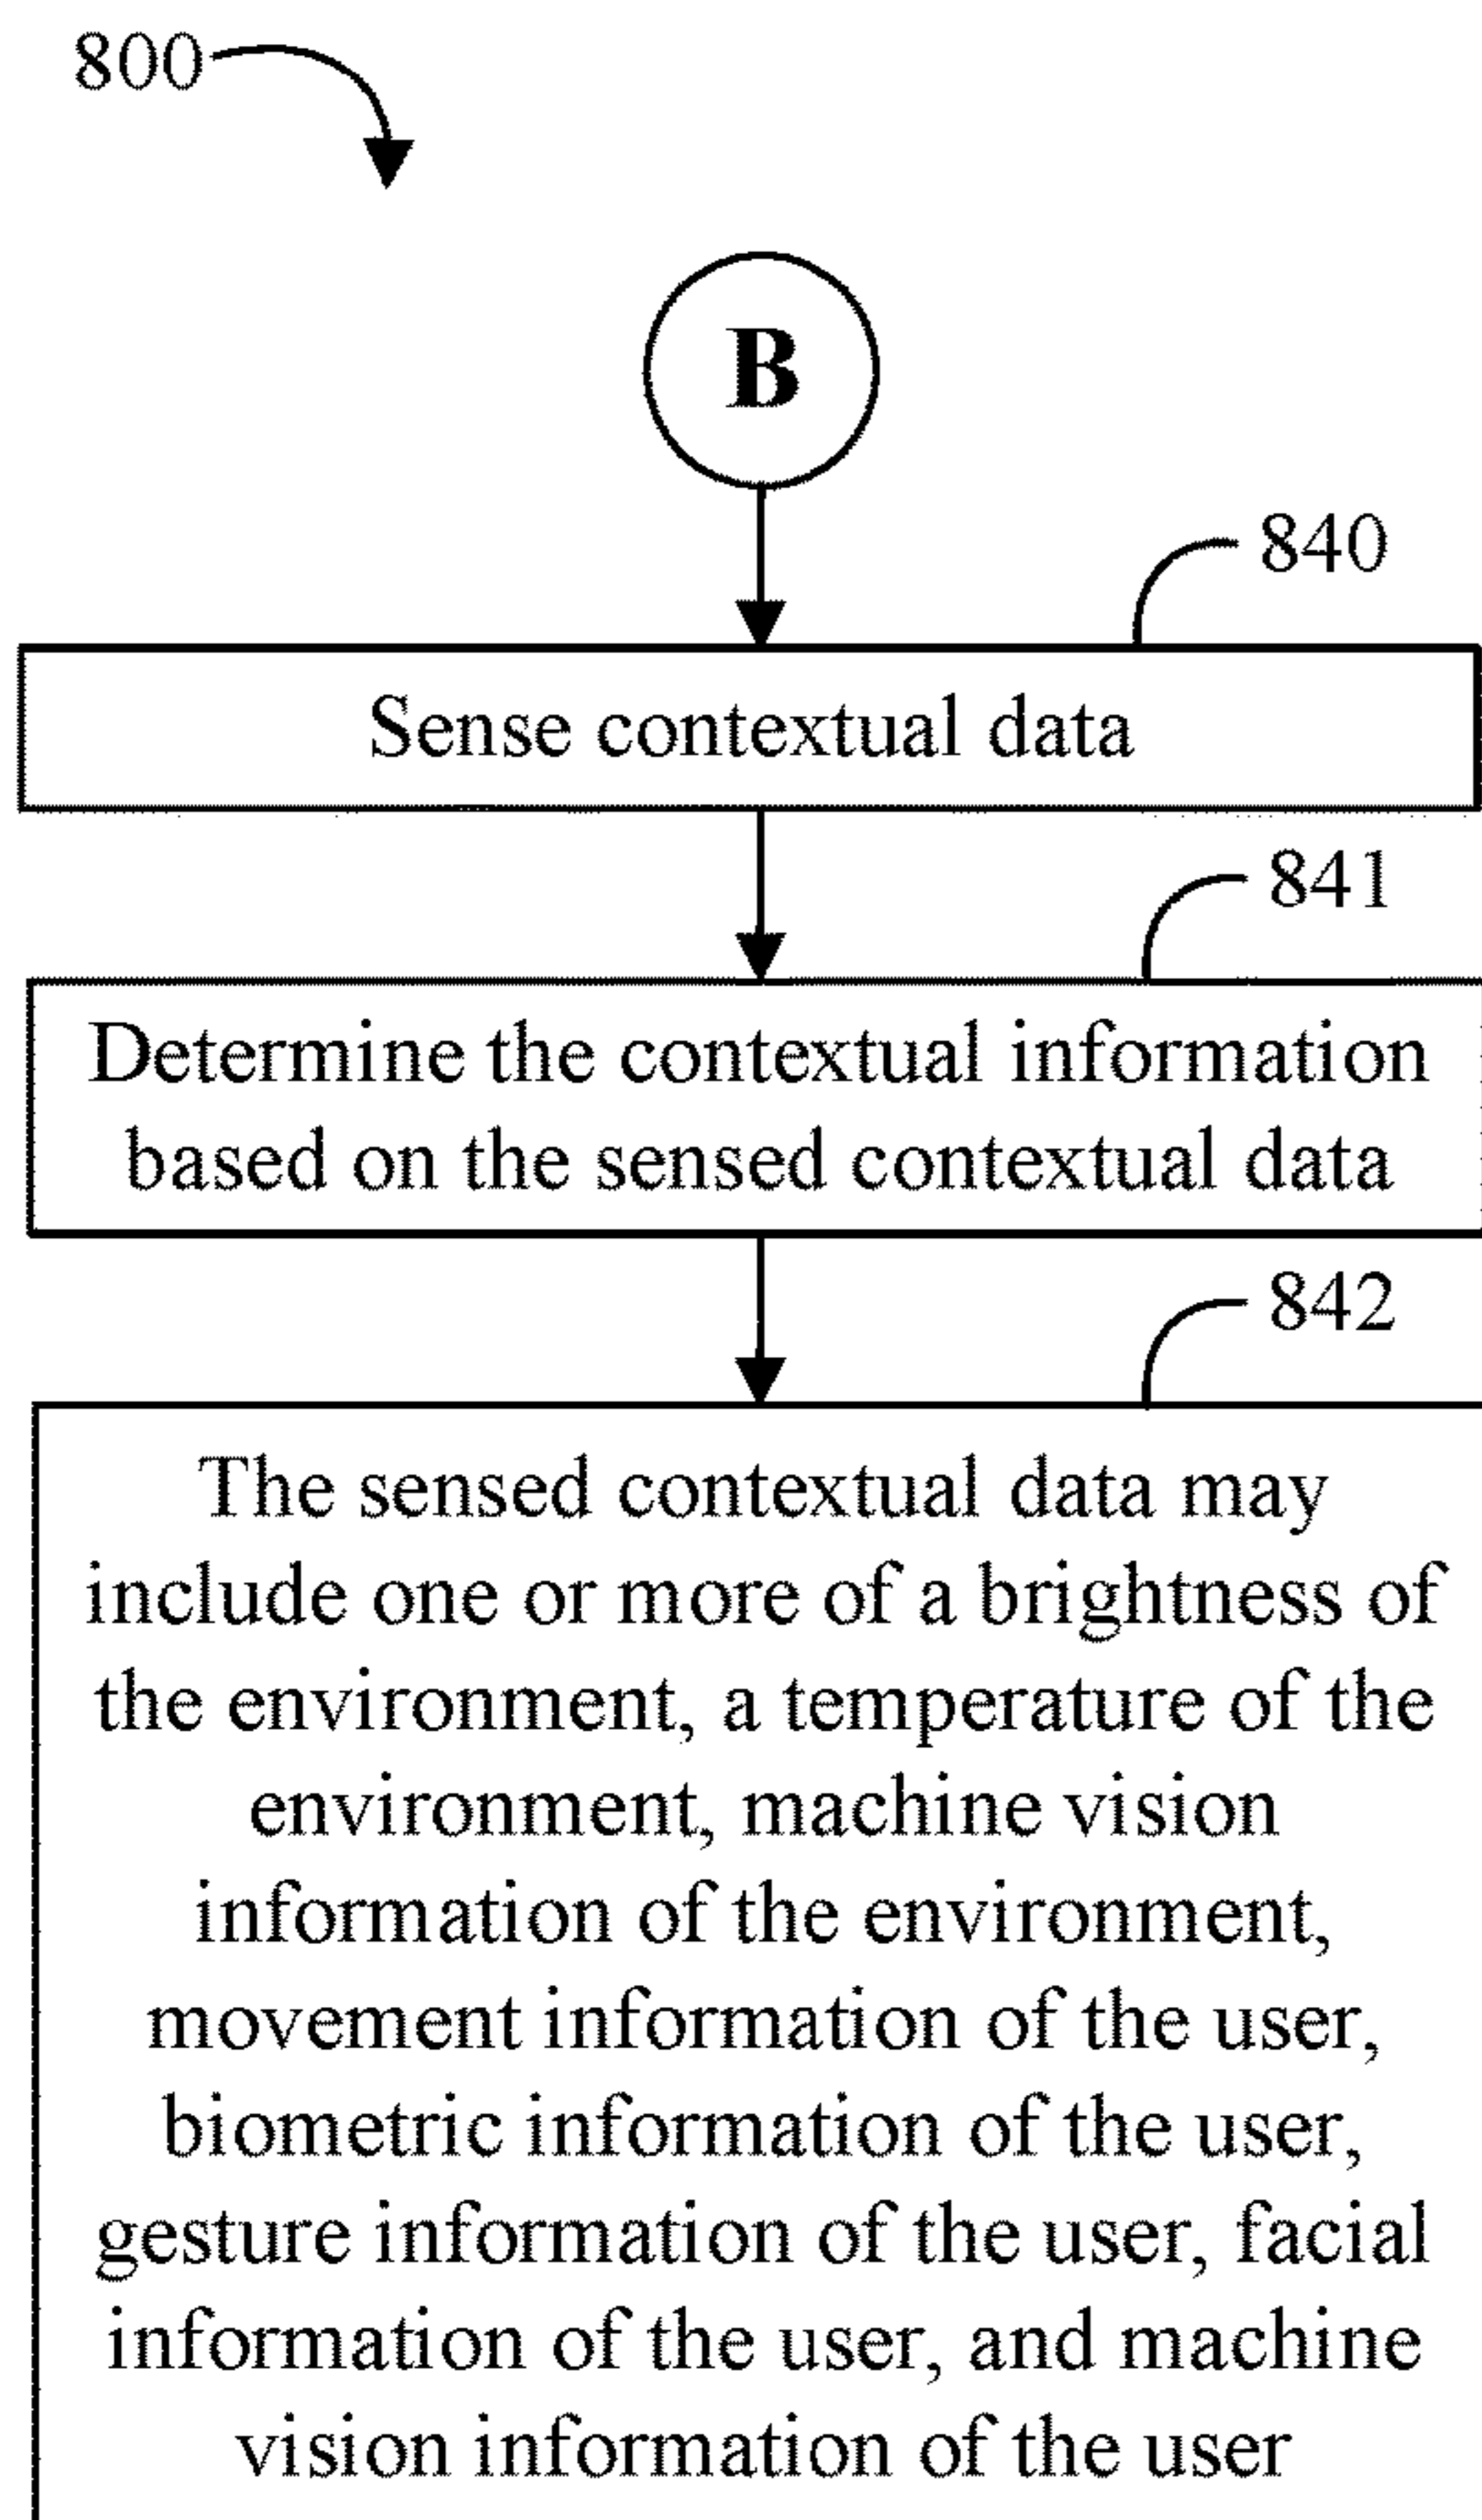 800
B
840
Sense contextual data
841
Determine the contextual information
based on the sensed contextual data
842
The sensed contextual data may
include one or more of a brightness of
the environment, a temperature of the
environment, machine vision
information of the environment,
movement information of the user,
biometric information of the user,
gesture information of the user, facial
information of the user, and machine
vision information of the user